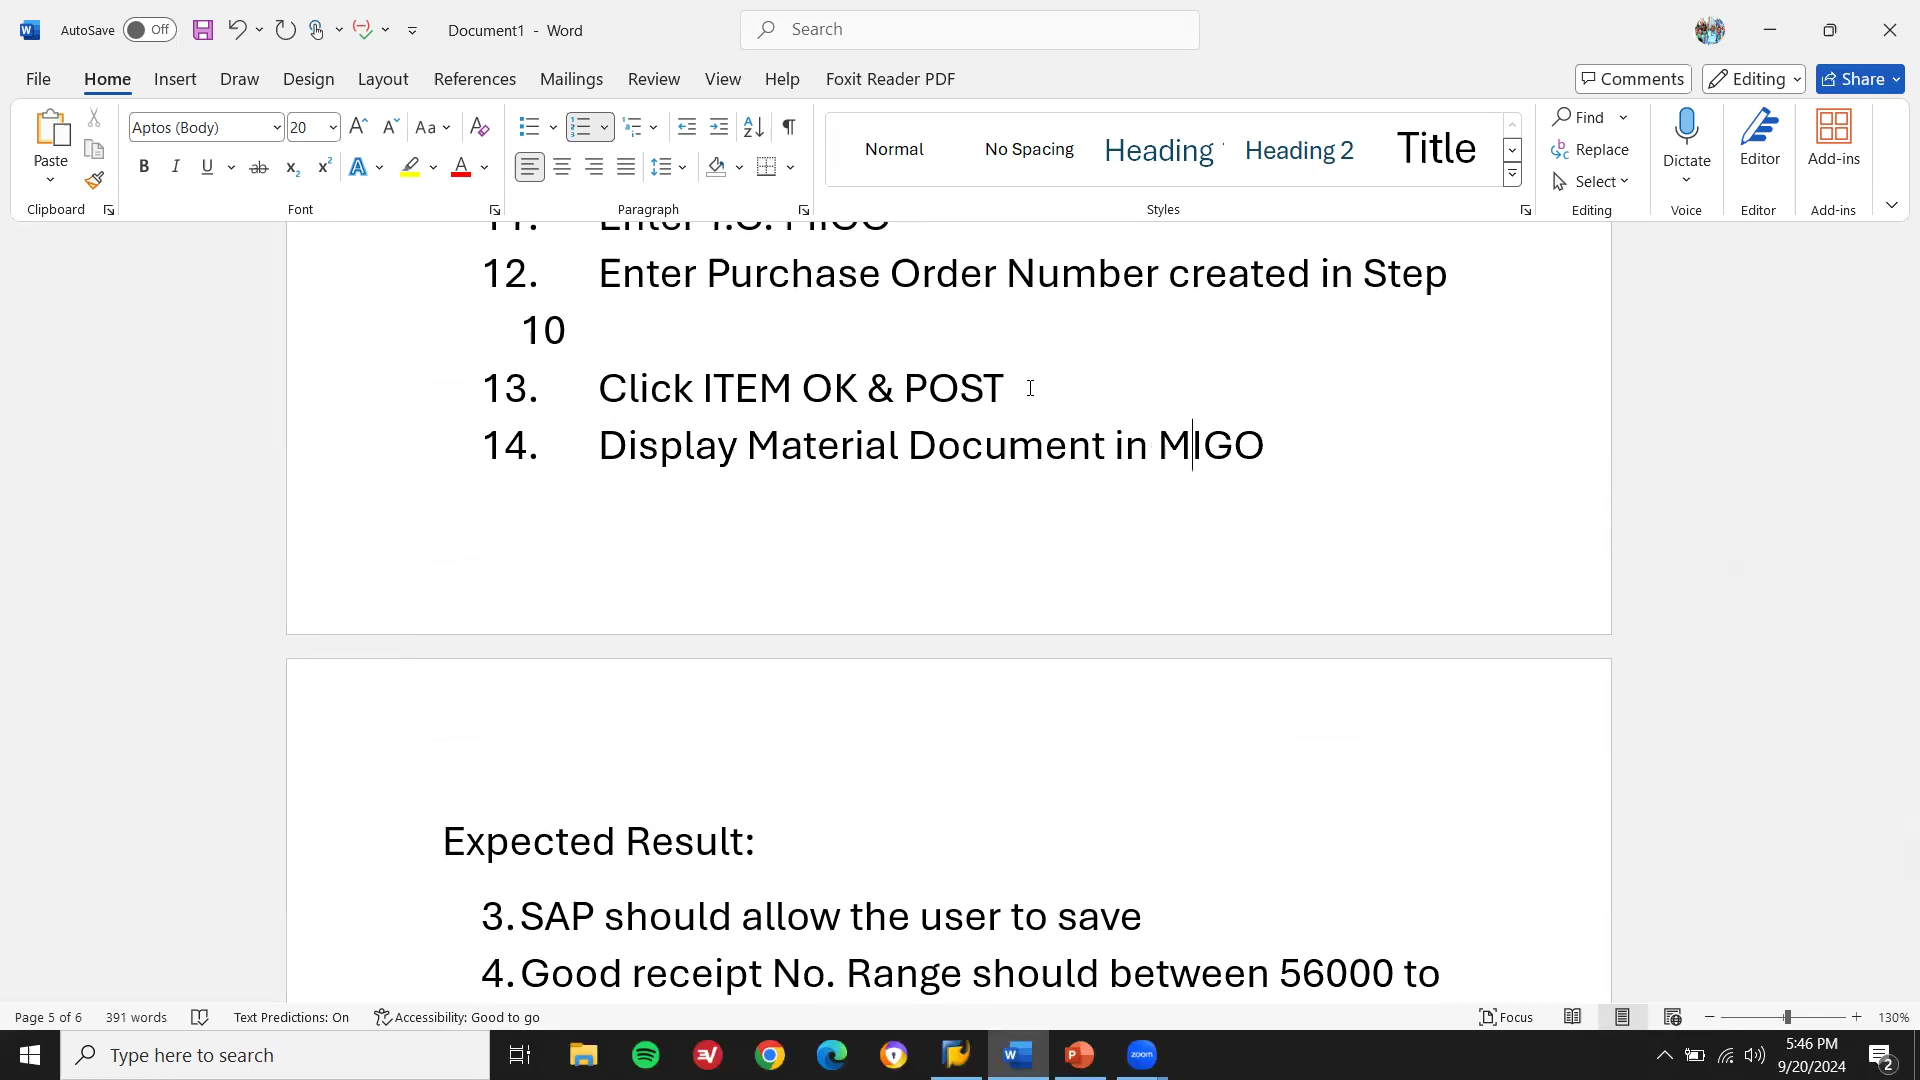 AutoSave Off Document1 - Word Search
File Home Insert Draw Design Layout References Mailings Review View Help Foxit Reader PDF Comments Editing Share
Paste Aptos (Body) 20 Normal No Spacing Heading Heading 2 Title Find Replace Select Dictate Editor Add-ins
Clipboard Font Paragraph Styles Editing Voice Editor Add-ins
11. Enter T.C. MIGO
12. Enter Purchase Order Number created in Step
10
13. Click ITEM OK & POST
14. Display Material Document in MIGO
Expected Result:
3. SAP should allow the user to save
4. Good receipt No. Range should between 56000 to
Page 5 of 6 391 words Text Predictions: On Accessibility: Good to go Focus 130%
Type here to search zoom 5:46 PM
9/20/2024 2